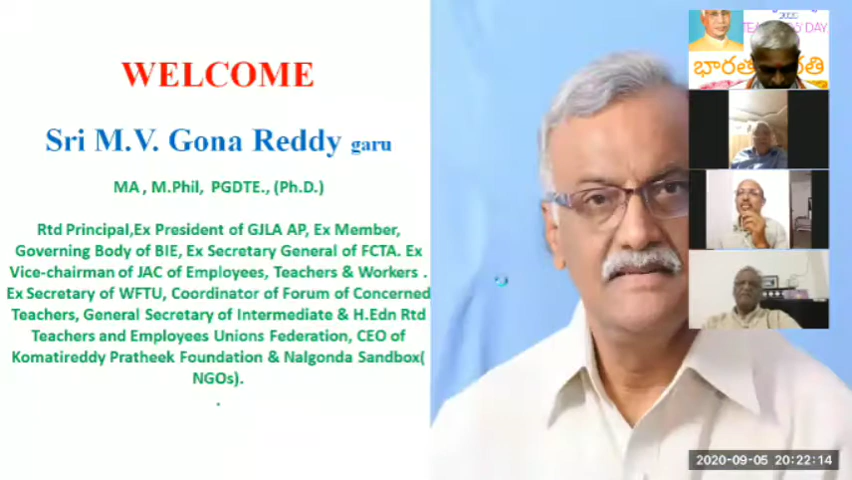 WELCOME
Sri M.V. Gona Reddy garu
MA , M.Phil, PGDTE., (Ph.D.)
Rtd Principal,Ex President of GJLA AP, Ex Member,
Governing Body of BIE, Ex Secretary General of FCTA. Ex
Vice-chairman of JAC of Employees, Teachers & Workers .
Ex Secretary of WFTU, Coordinator of Forum of Concerned
Teachers, General Secretary of Intermediate & H.Edn Rtd
Teachers and Employees Unions Federation, CEO of
Komatireddy Pratheek Foundation & Nalgonda Sandbox(
NGOs).
.
DAY
2020-09-05 20:22:14